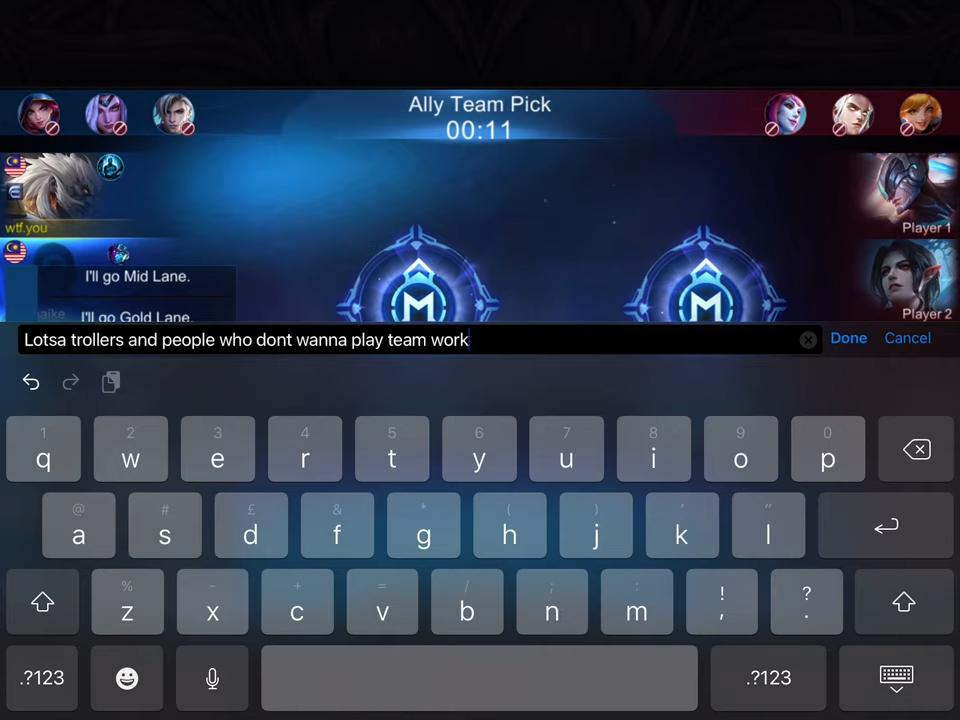 Ally Team Pick
00:11
wtf.you
Player 1
I'll go Mid Lane.
I'll go Gold Lane.
Player 2
Lotsa trollers and people who dont wanna play team work
Done
Cancel
1 2 3 4 5 6 7 8 9 0
q w e r t y u i o p
@ # £ & * ( ) ' "
a s d f g h j k l
% - + = / ; : ! ?
z x c v b n m , .
.?123
.?123